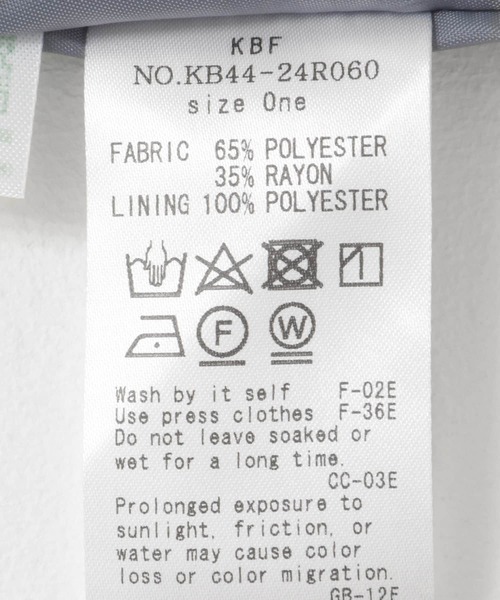 KBF
NO.KB44-24R060
size One
FABRIC 65% POLYESTER
35% RAYON
LINING 100% POLYESTER
F W
Wash by it self F-02E
Use press clothes F-36E
Do not leave soaked or
wet for a long time.
CC-03E
Prolonged exposure to
sunlight, friction, or
water may cause color
loss or color migration.
GB-12E